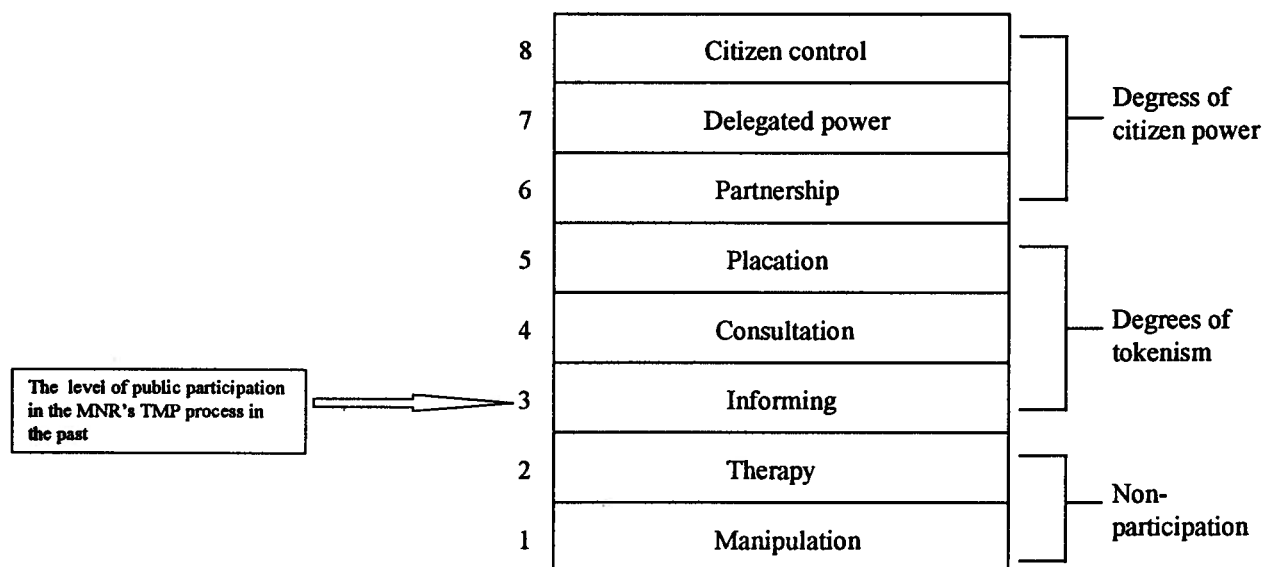 8 Citizen control
7 Delegated power
6 Partnership
Degress of
citizen power
5 Placation
4 Consultation
3 Informing
Degrees of
tokenism
The level of public participation
in the MNR's TMP process in
the past
2 Therapy
1 Manipulation
Non-
participation